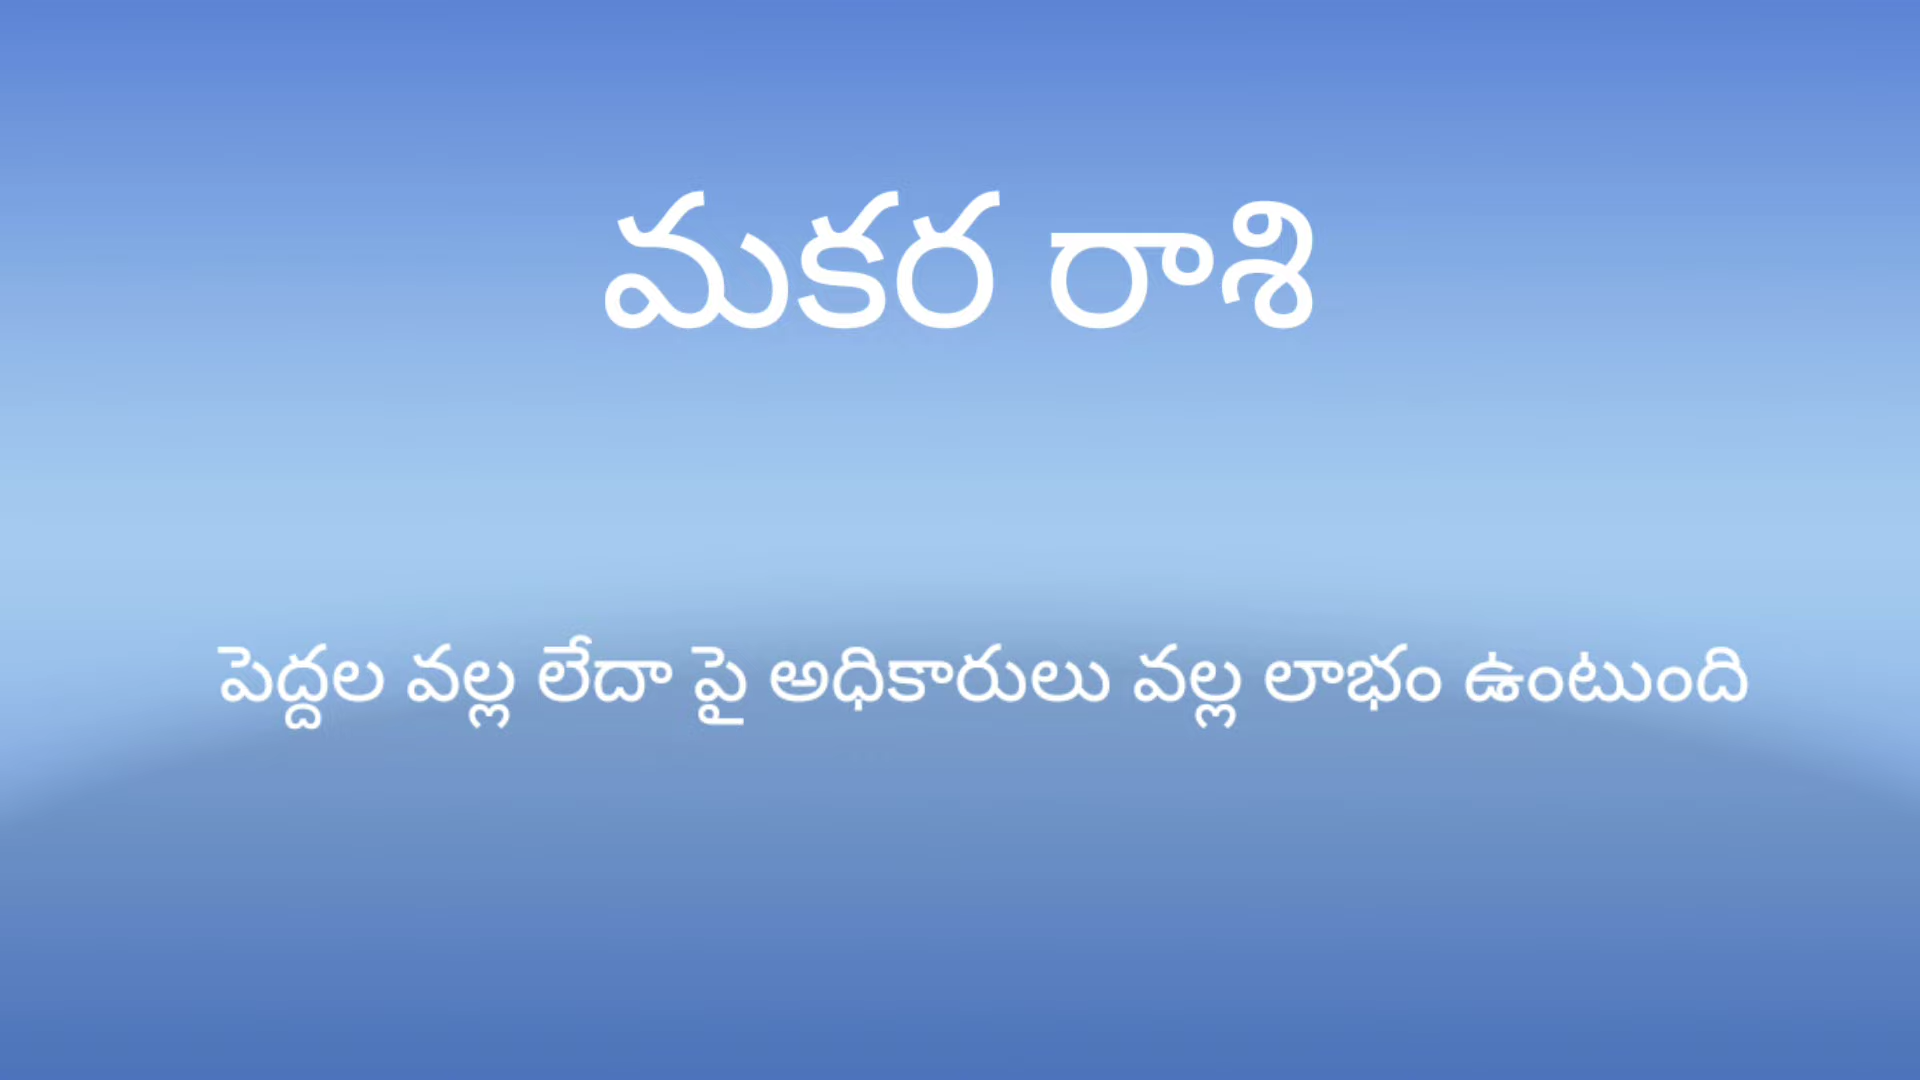 మకర రాశి
పెద్దల వల్ల లేదా పై అధికారులు వల్ల లాభం ఉంటుంది